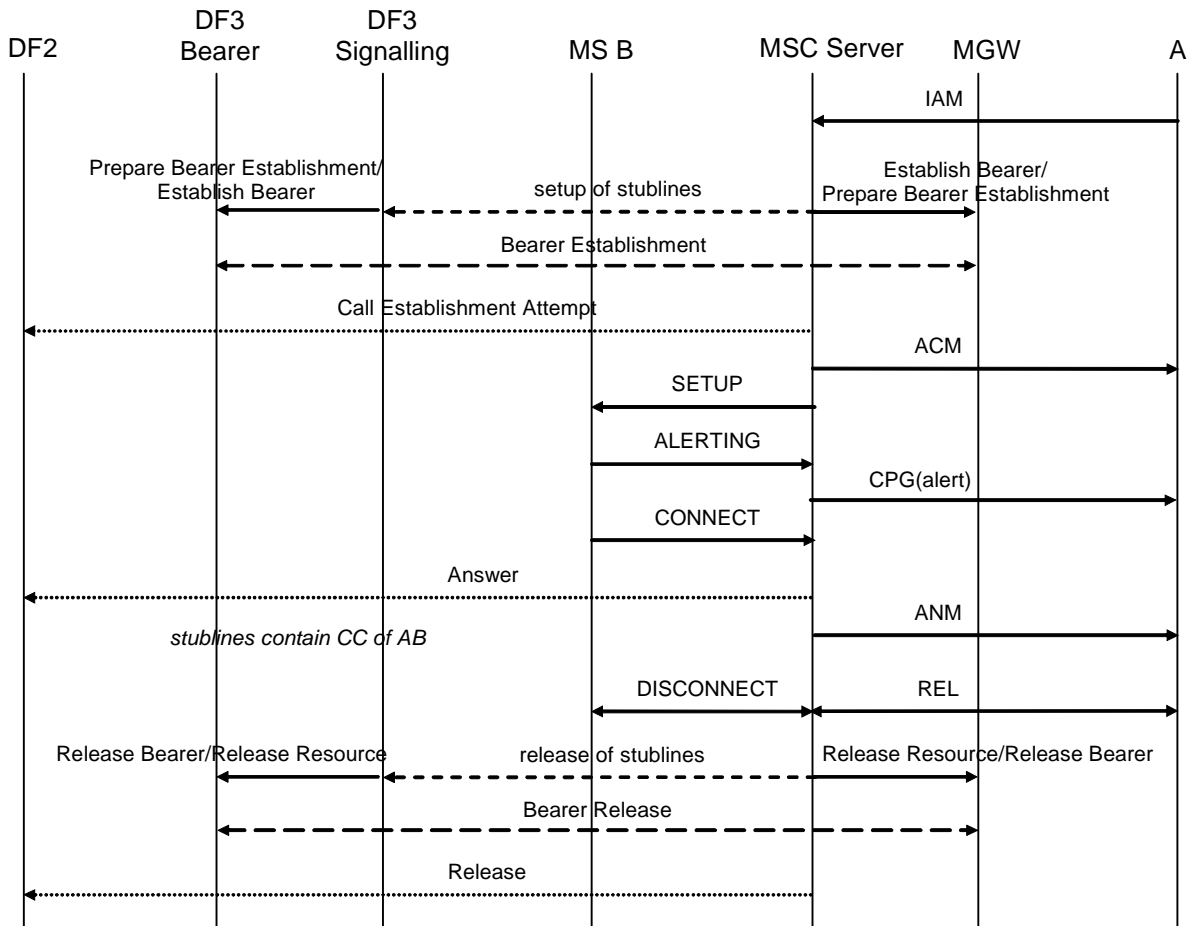 DF2
DF3
Bearer
DF3
Signalling
MS B
MSC Server
MGW
A
IAM
Prepare Bearer Establishment/
Establish Bearer
setup of stublines
Establish Bearer/
Prepare Bearer Establishment
Bearer Establishment
Call Establishment Attempt
ACM
SETUP
ALERTING
CPG(alert)
CONNECT
Answer
ANM
stublines contain CC of AB
DISCONNECT
REL
Release Bearer/Release Resource
release of stublines
Release Resource/Release Bearer
Bearer Release
Release